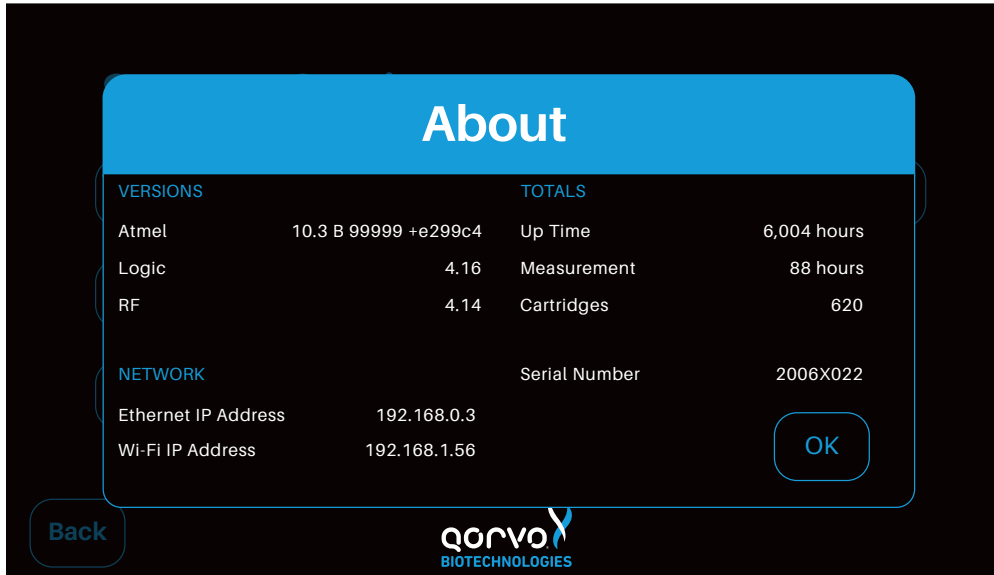 About
VERSIONS
Atmel 10.3 B 99999 +e299c4
Logic 4.16
RF 4.14
TOTALS
Up Time 6,004 hours
Measurement 88 hours
Cartridges 620
NETWORK
Ethernet IP Address 192.168.0.3
Wi-Fi IP Address 192.168.1.56
Serial Number 2006X022
OK
Back
QORVO
BIOTECHNOLOGIES